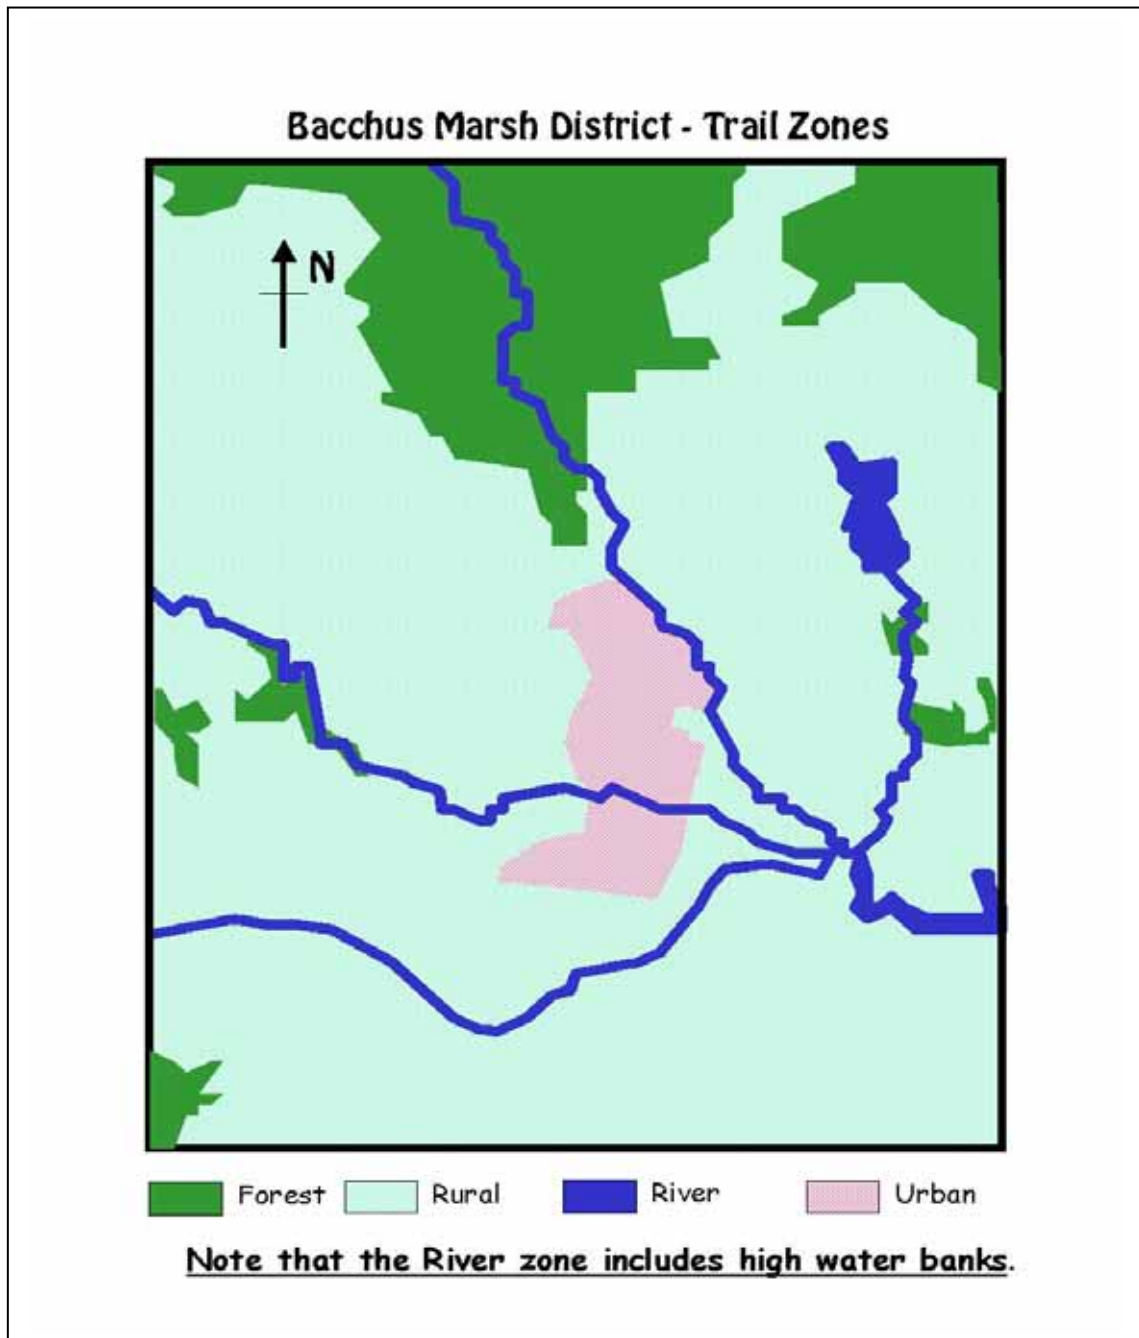 Bacchus Marsh District - Trail Zones
N
Forest Rural River Urban
Note that the River zone includes high water banks.